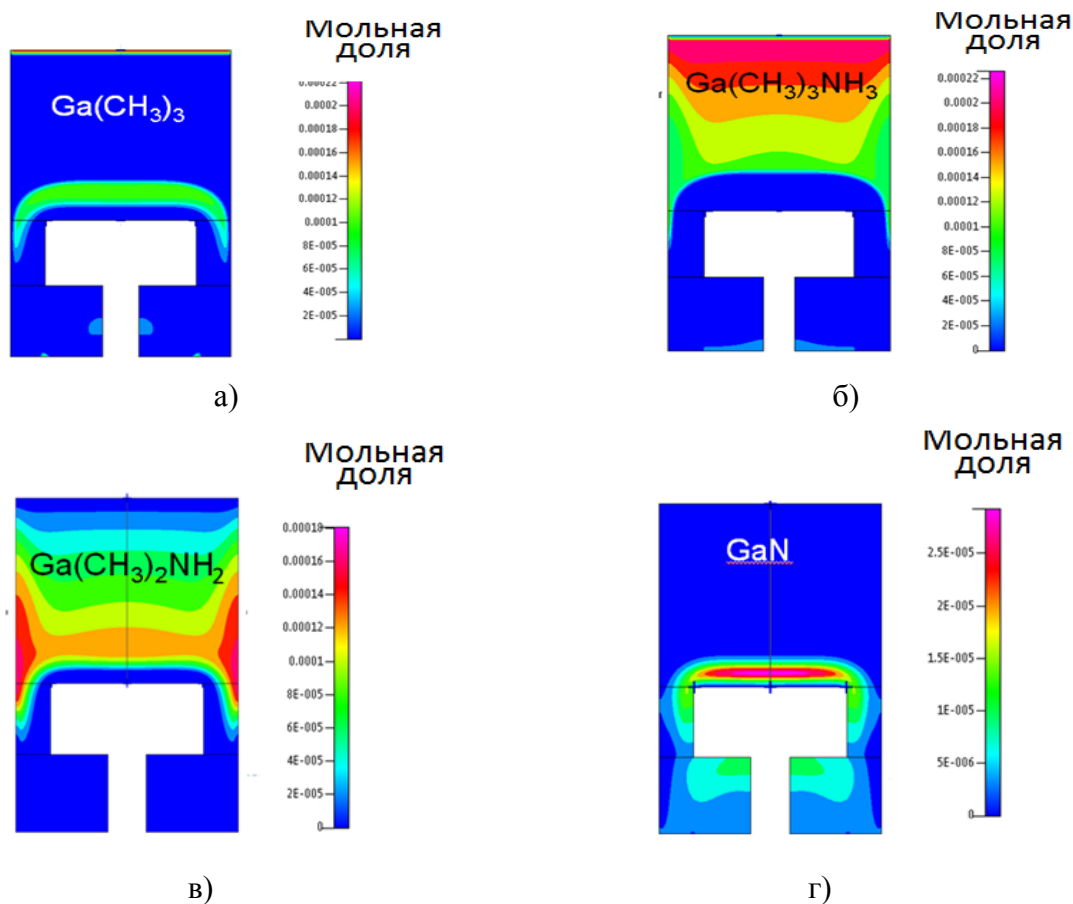 Мольная
доля
Ga(CH₃)₃
0.00022
0.0002
0.00018
0.00016
0.00014
0.00012
0.0001
8E-005
6E-005
4E-005
2E-005
а)
Мольная
доля
Ga(CH₃)₃NH₃
0.00022
0.0002
0.00018
0.00016
0.00014
0.00012
0.0001
8E-005
6E-005
4E-005
2E-005
0
б)
Мольная
доля
Ga(CH₃)₂NH₂
0.00018
0.00016
0.00014
0.00012
0.0001
8E-005
6E-005
4E-005
2E-005
0
в)
Мольная
доля
GaN
2.5E-005
2E-005
1.5E-005
1E-005
5E-006
0
г)